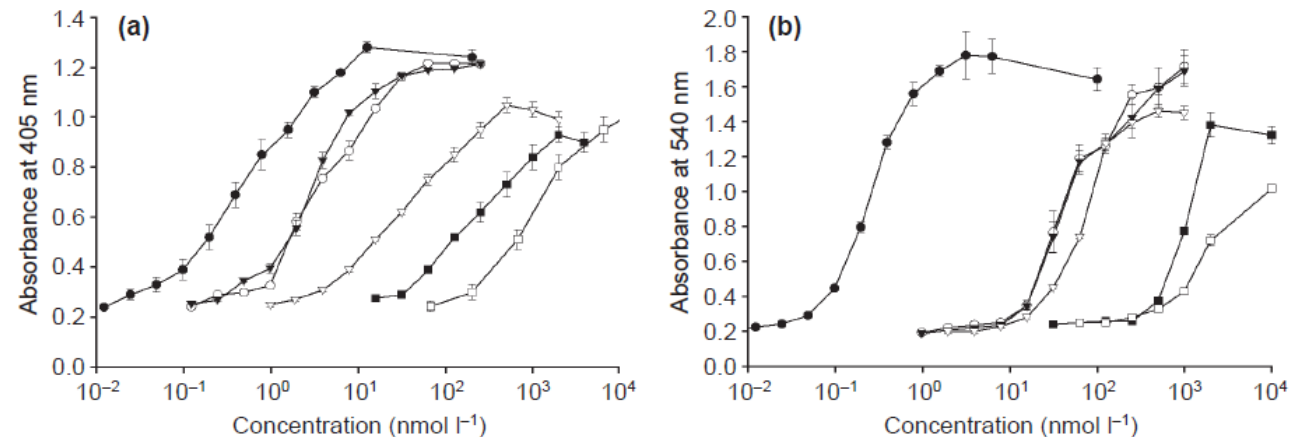 (a)
Absorbance at 405 nm
1.4
1.2
1.0
0.8
0.6
0.4
0.2
0.0
10⁻² 10⁻¹ 10⁰ 10¹ 10² 10³ 10⁴
Concentration (nmol l⁻¹)
(b)
Absorbance at 540 nm
2.0
1.8
1.6
1.4
1.2
1.0
0.8
0.6
0.4
0.2
0.0
10⁻² 10⁻¹ 10⁰ 10¹ 10² 10³ 10⁴
Concentration (nmol l⁻¹)